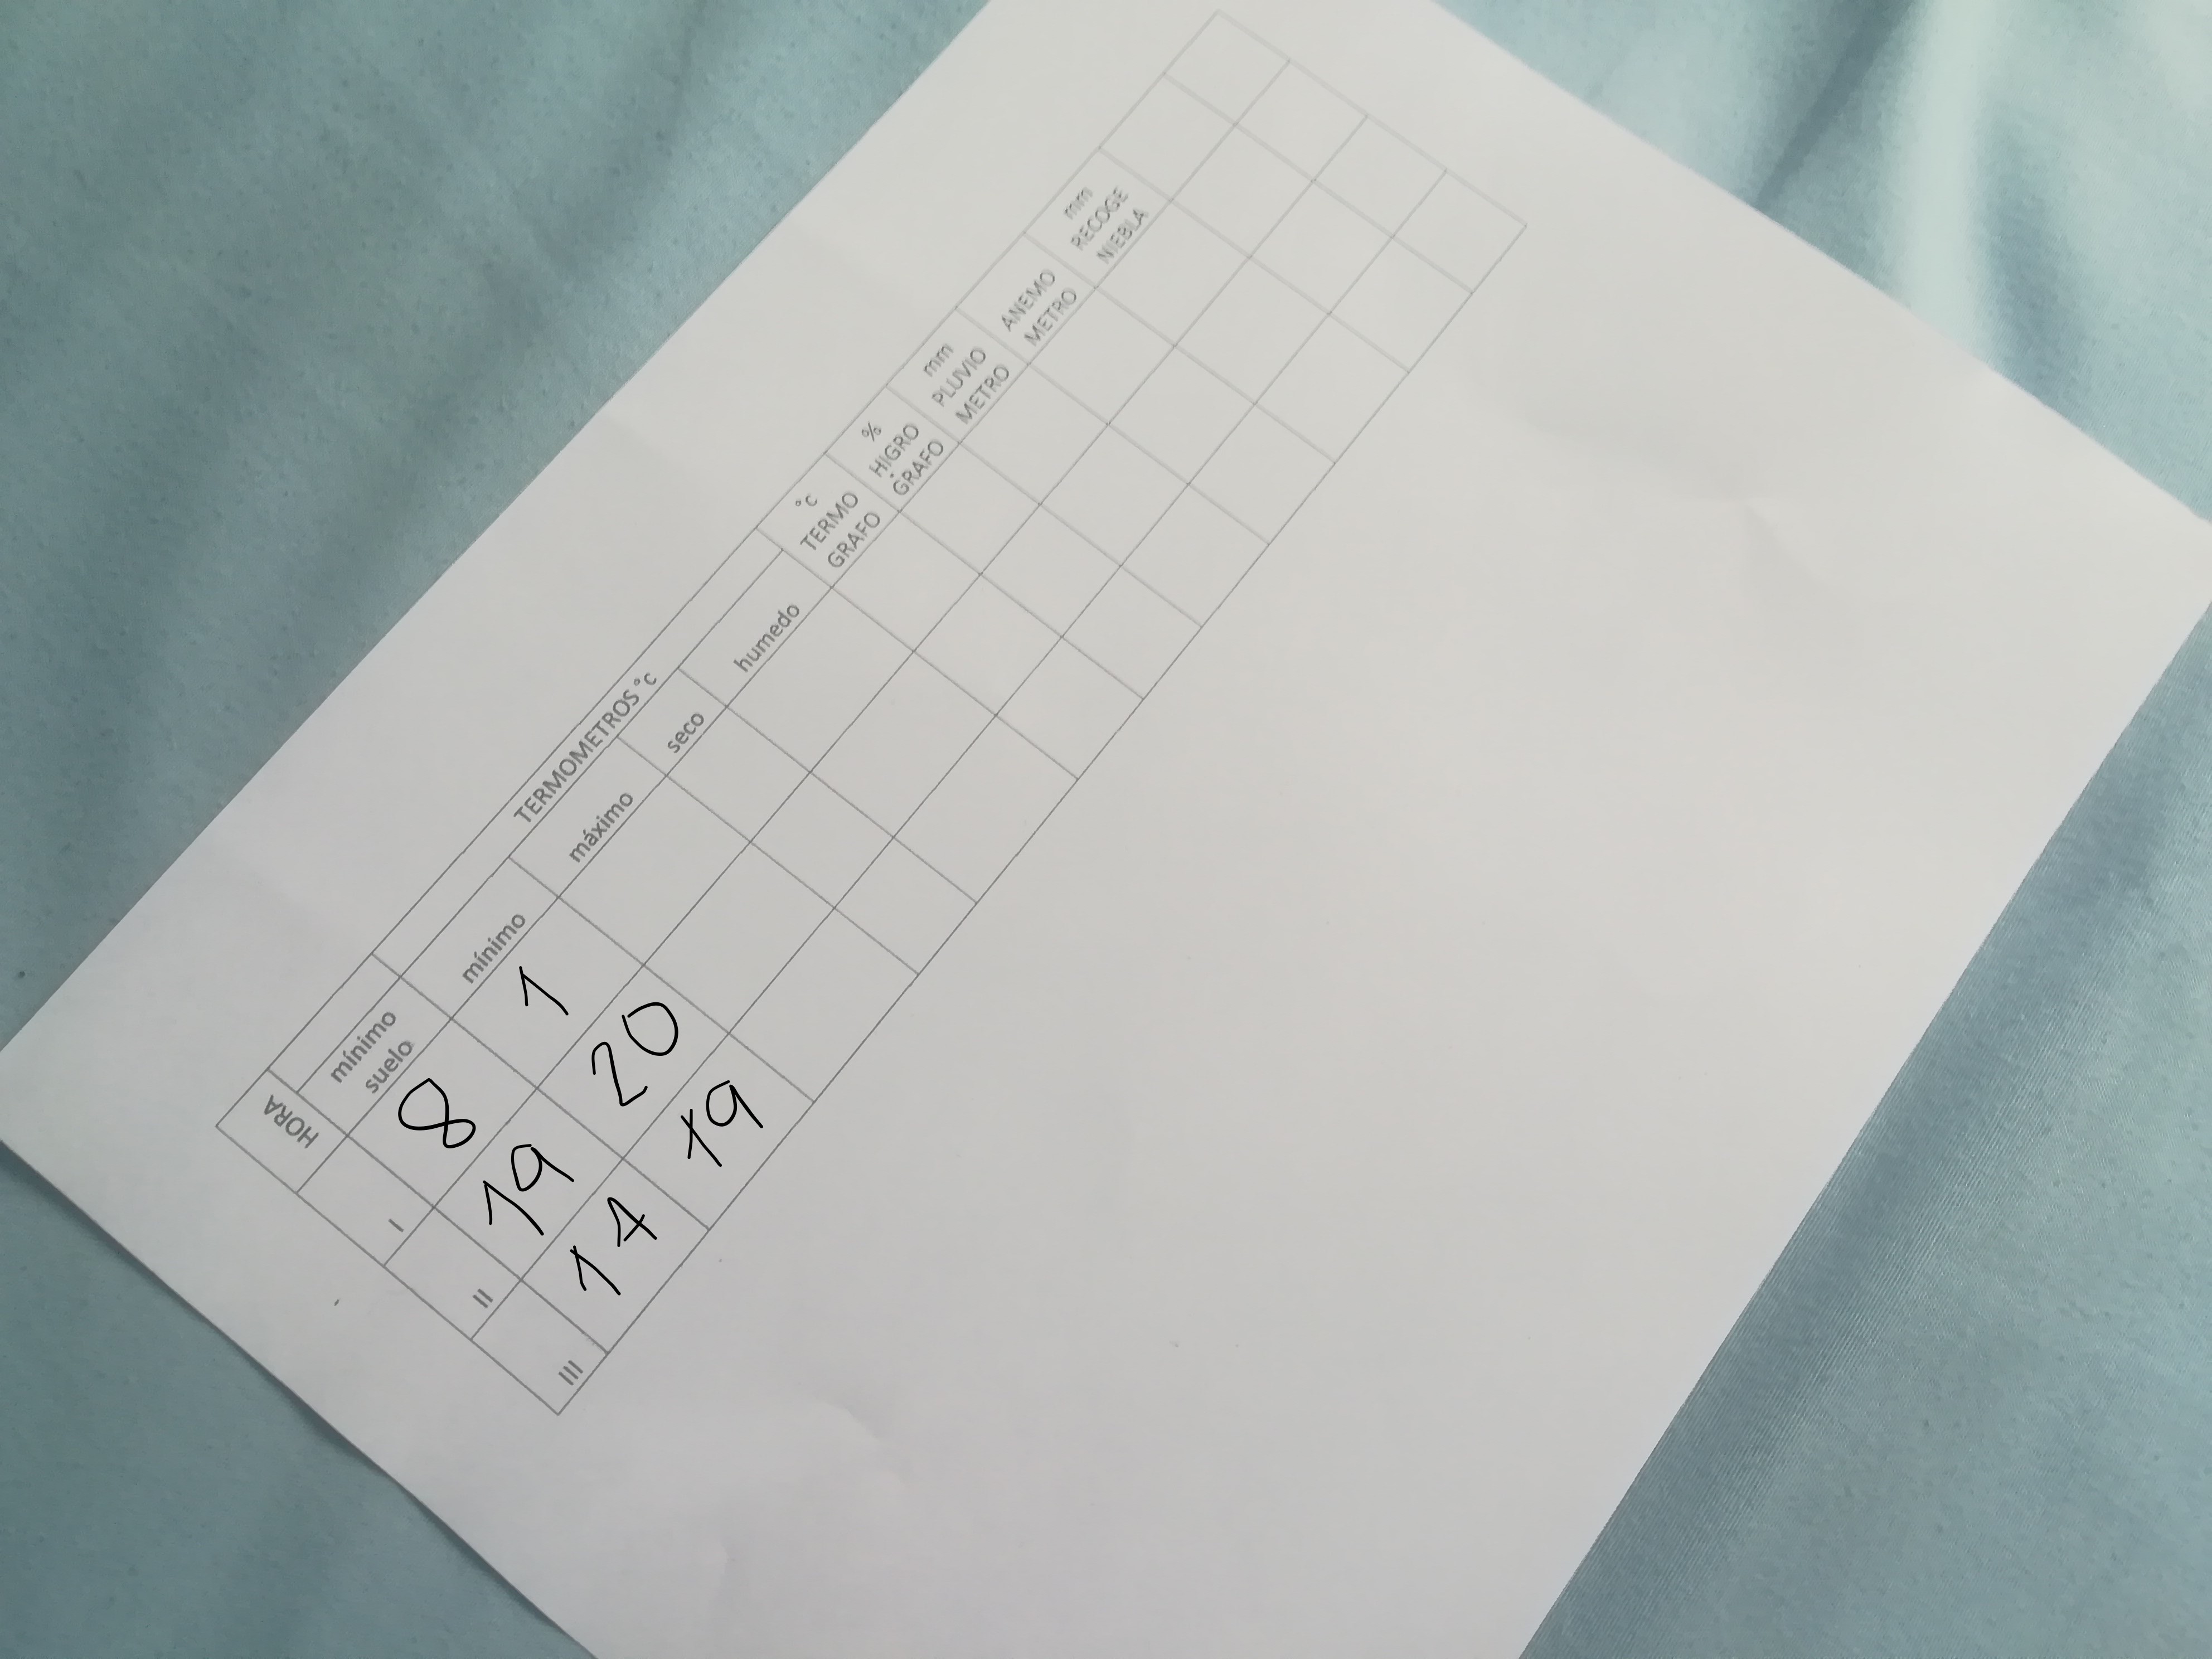 TERMOMETROS °c
°c % mm mm
HORA mínimo suelo mínimo máximo seco humedo TERMO GRAFO HIGRO GRAFO PLUVIO METRO ANEMO METRO RECOGE NIEBLA
I 8 1
II 19 20
III 14 19